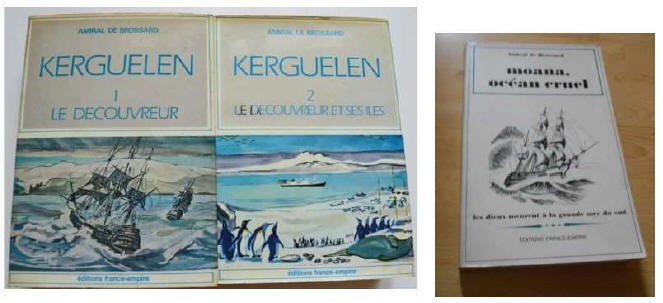 AMIRAL DE BROSSARD
KERGUELEN
1
LE DECOUVREUR
éditions france-empire
AMIRAL DE BROSSARD
KERGUELEN
2
LE DECOUVREUR ET SES ILES
éditions france-empire
Amiral de Brossard
moana,
océan cruel
les dieux meurent à la grande mer du sud
EDITIONS FRANCE-EMPIRE